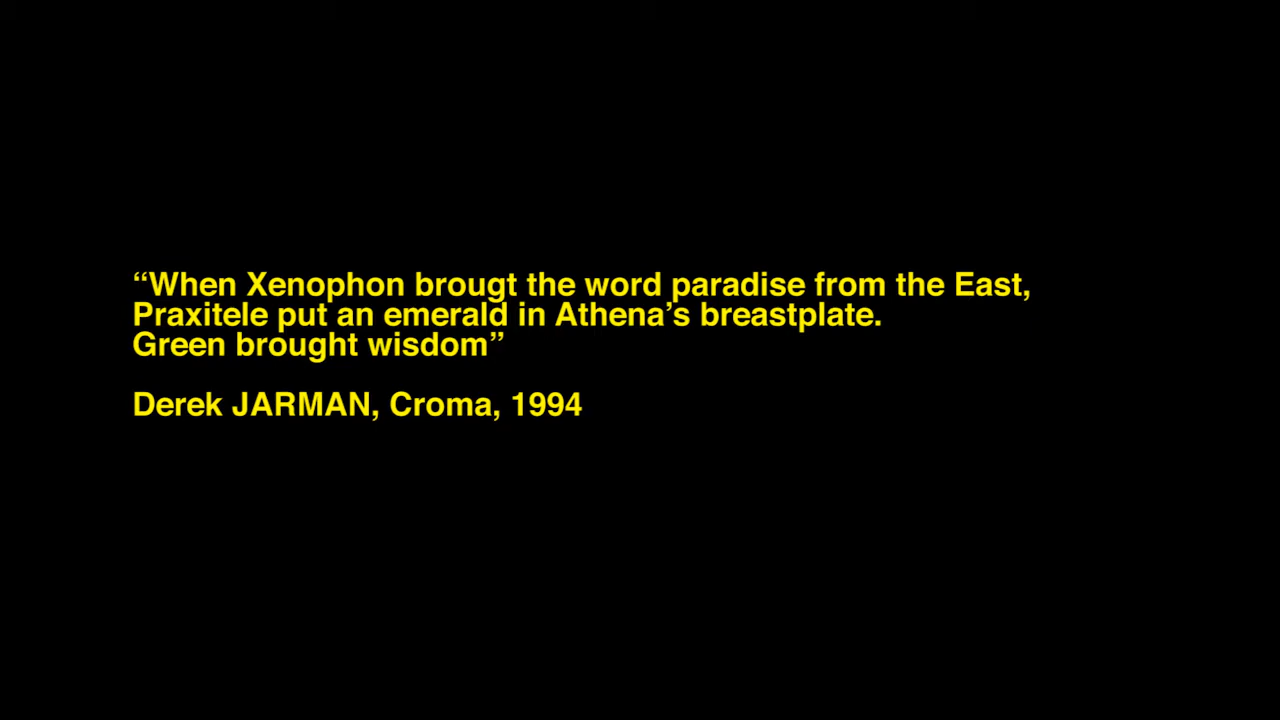 “When Xenophon brougt the word paradise from the East,
Praxitele put an emerald in Athena’s breastplate.
Green brought wisdom”
Derek JARMAN, Croma, 1994